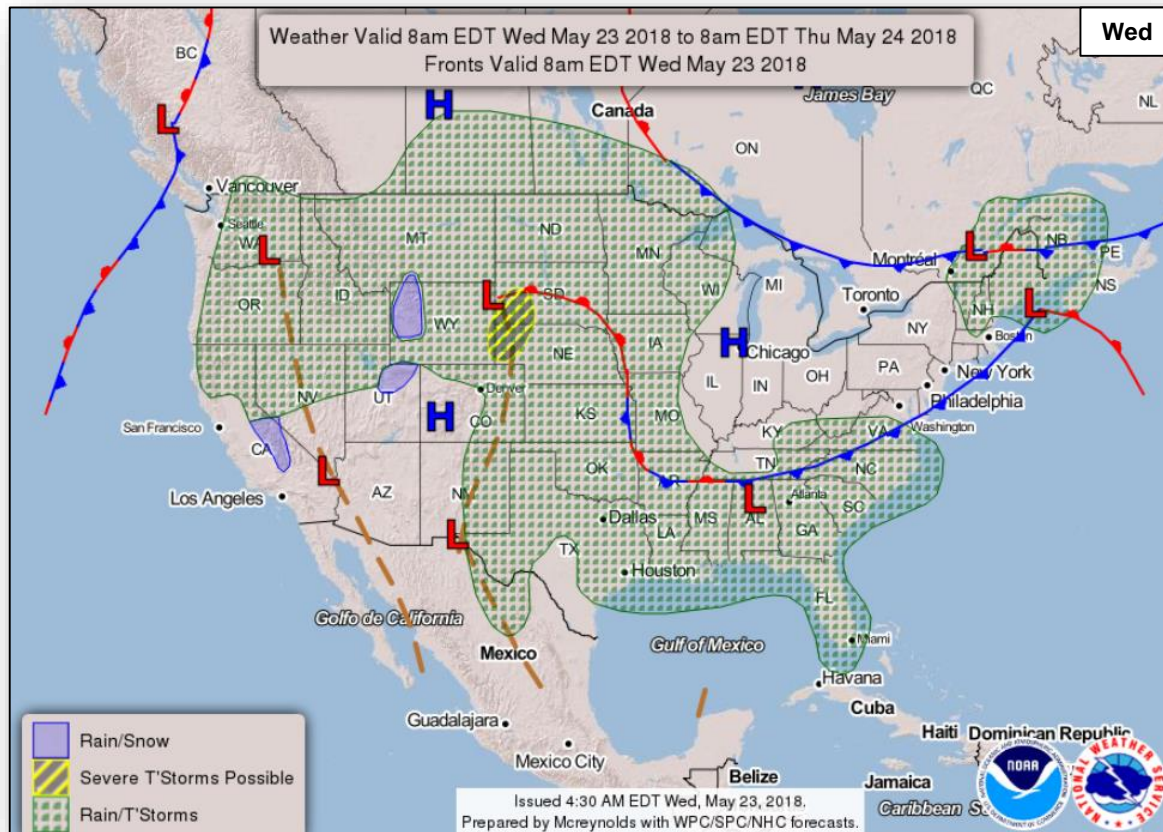 Wed
Weather Valid 8am EDT Wed May 23 2018 to 8am EDT Thu May 24 2018
Fronts Valid 8am EDT Wed May 23 2018
BC
H
Canada
James Bay
QC
NL
ON
L
Vancouver
Seattle
WA
L
MT
ND
MN
OR
ID
WY
L
SD
WI
MI
Montréal
L
NB
PE
NS
NH
L
Toronto
Boston
NY
IA
NE
H
Chicago
PA
New York
NV
UT
Denver
IL
IN
OH
Philadelphia
Washington
San Francisco
CA
H
CO
KS
MO
KY
VA
Los Angeles
L
AZ
NM
OK
AR
TN
NC
L
Dallas
MS
L
AL
Atlanta
GA
SC
TX
LA
Houston
FL
Golfo de California
Mexico
Gulf of Mexico
Miami
Havana
Cuba
Guadalajara
Mexico City
Haiti
Dominican Republic
Belize
Jamaica
Caribbean S
Rain/Snow
Severe T'Storms Possible
Rain/T'Storms
Issued 4:30 AM EDT Wed, May 23, 2018.
Prepared by Mcreynolds with WPC/SPC/NHC forecasts.
NOAA
NATIONAL WEATHER SERVICE